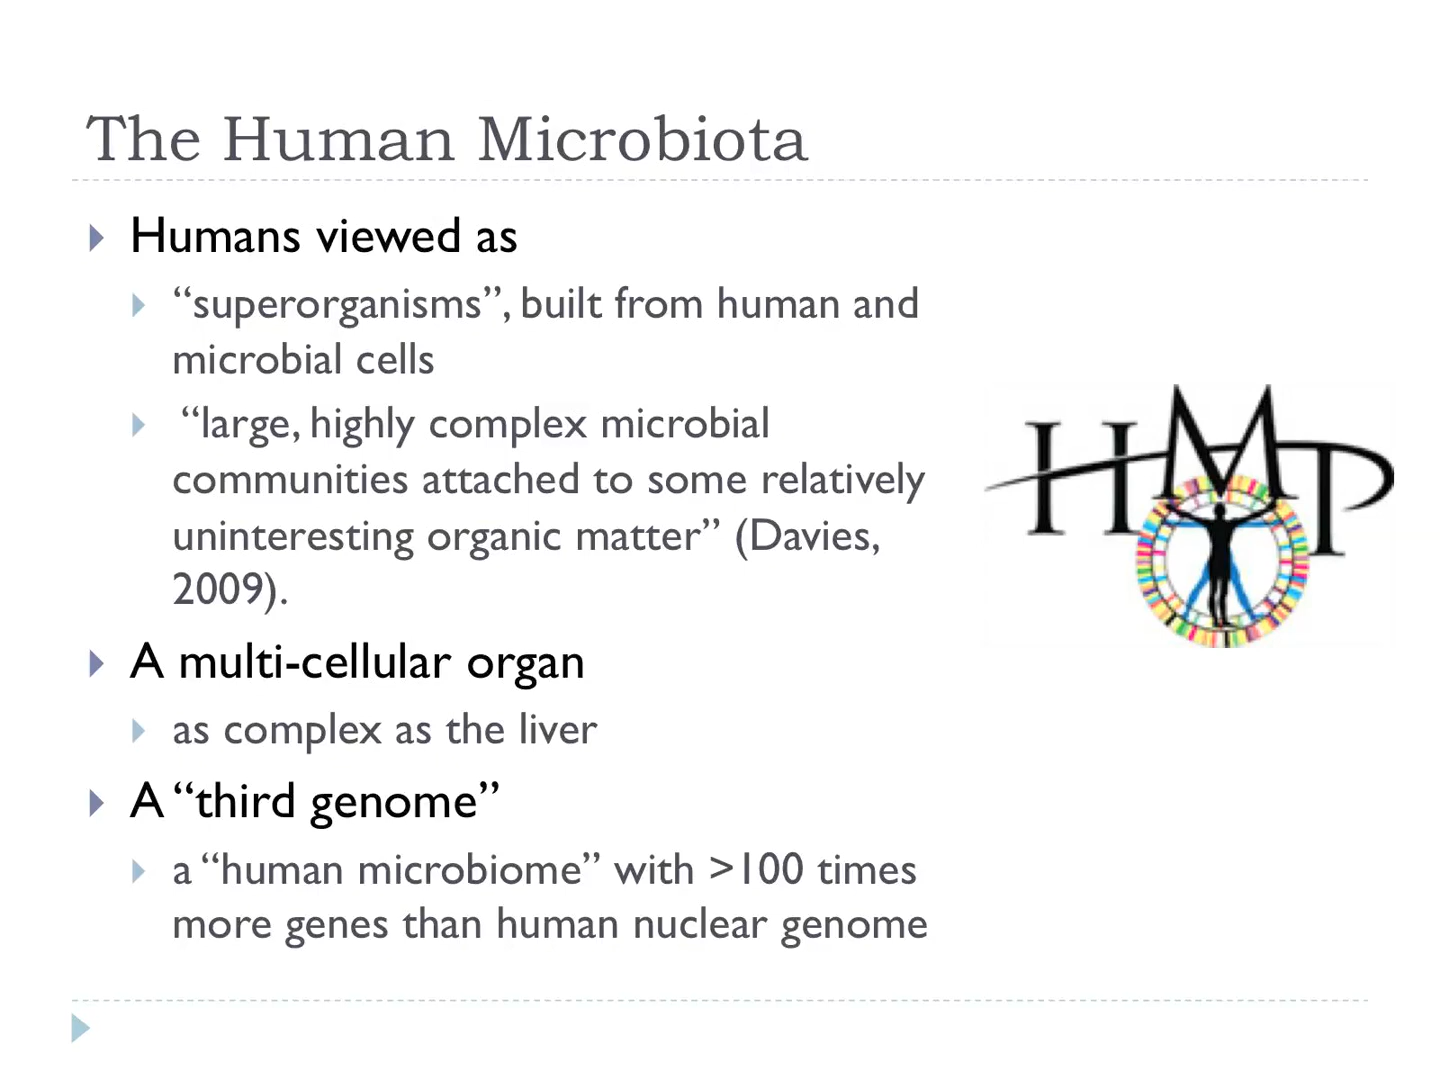 The Human Microbiota
Humans viewed as
“superorganisms”, built from human and
microbial cells
“large, highly complex microbial
communities attached to some relatively
uninteresting organic matter” (Davies,
2009).
HMP
A multi-cellular organ
as complex as the liver
A “third genome”
a “human microbiome” with >100 times
more genes than human nuclear genome